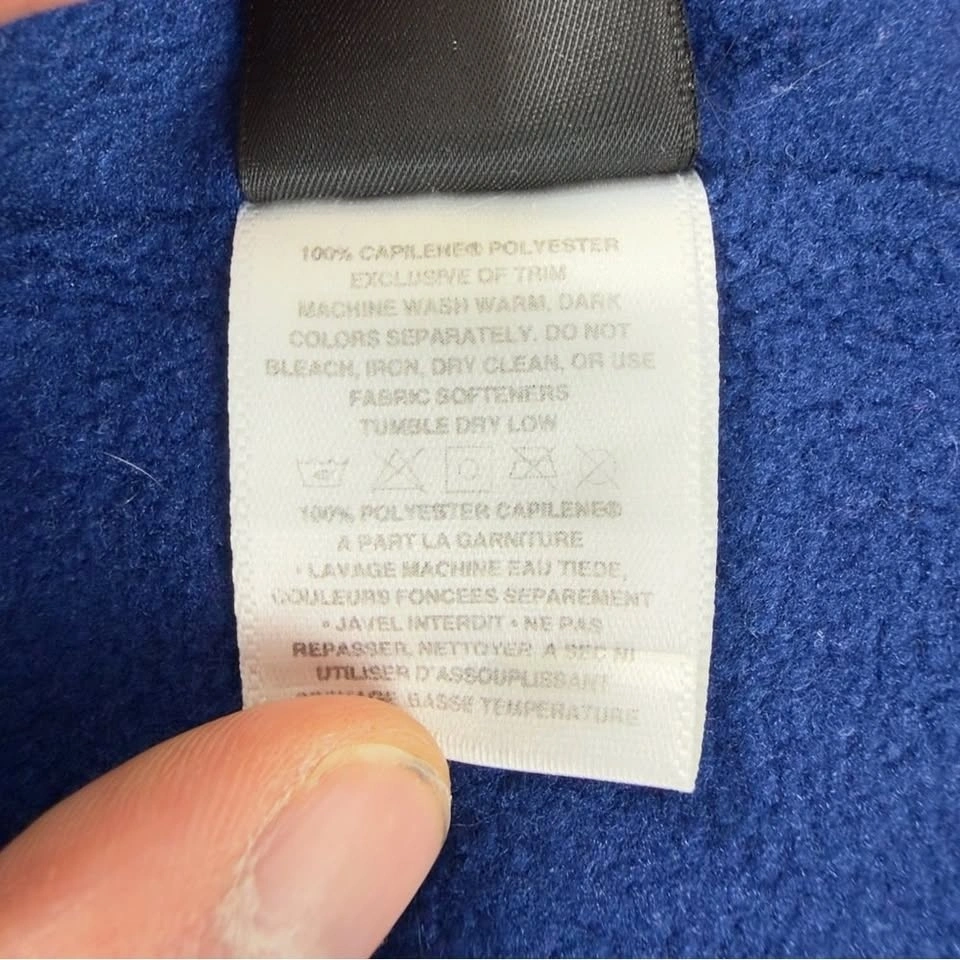 100% CAPILENE® POLYESTER
EXCLUSIVE OF TRIM
MACHINE WASH WARM, DARK
COLORS SEPARATELY. DO NOT
BLEACH, IRON, DRY CLEAN, OR USE
FABRIC SOFTENERS
TUMBLE DRY LOW
100% POLYESTER CAPILENE®
A PART LA GARNITURE
• LAVAGE MACHINE EAU TIEDE,
COULEURS FONCEES SEPAREMENT
• JAVEL INTERDIT • NE PAS
REPASSER, NETTOYER A SEC NI
UTILISER D'ASSOUPLISSANT
BASSE TEMPERATURE